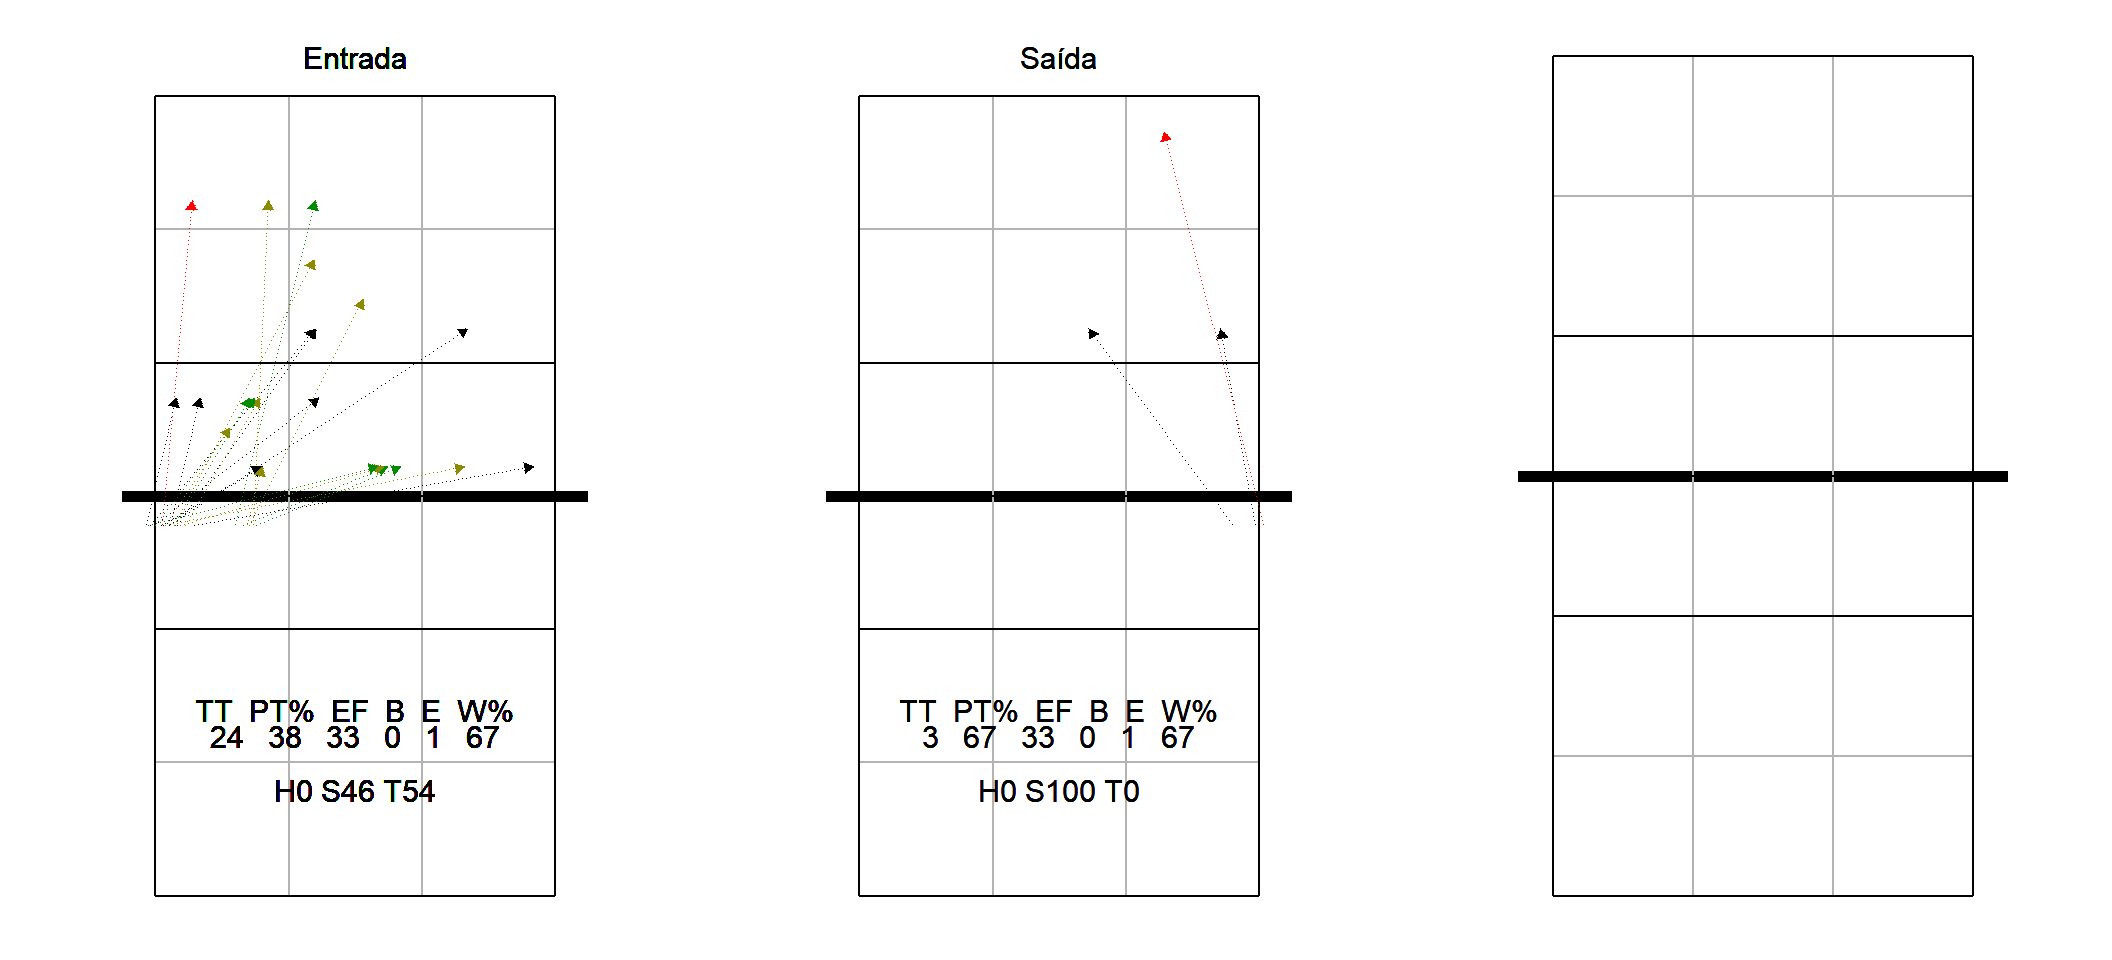 Entrada
TT PT% EF B E W%
24 38 33 0 1 67
H0 S46 T54
Saída
TT PT% EF B E W%
3 67 33 0 1 67
H0 S100 T0